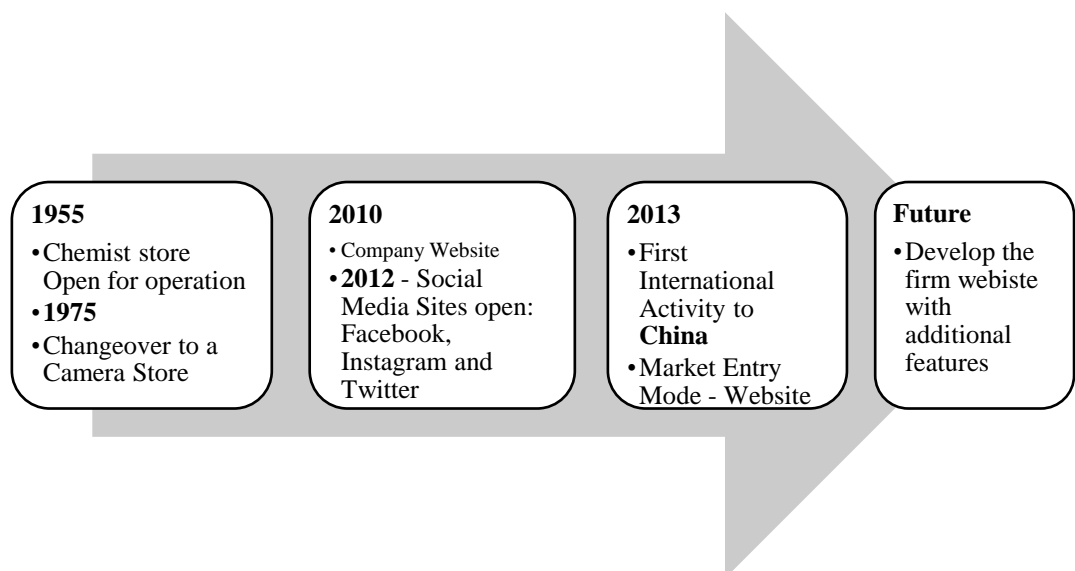 1955
•Chemist store
Open for operation
•1975
•Changeover to a
Camera Store
2010
•Company Website
•2012 - Social
Media Sites open:
Facebook,
Instagram and
Twitter
2013
•First
International
Activity to
China
•Market Entry
Mode - Website
Future
•Develop the
firm webiste
with
additional
features